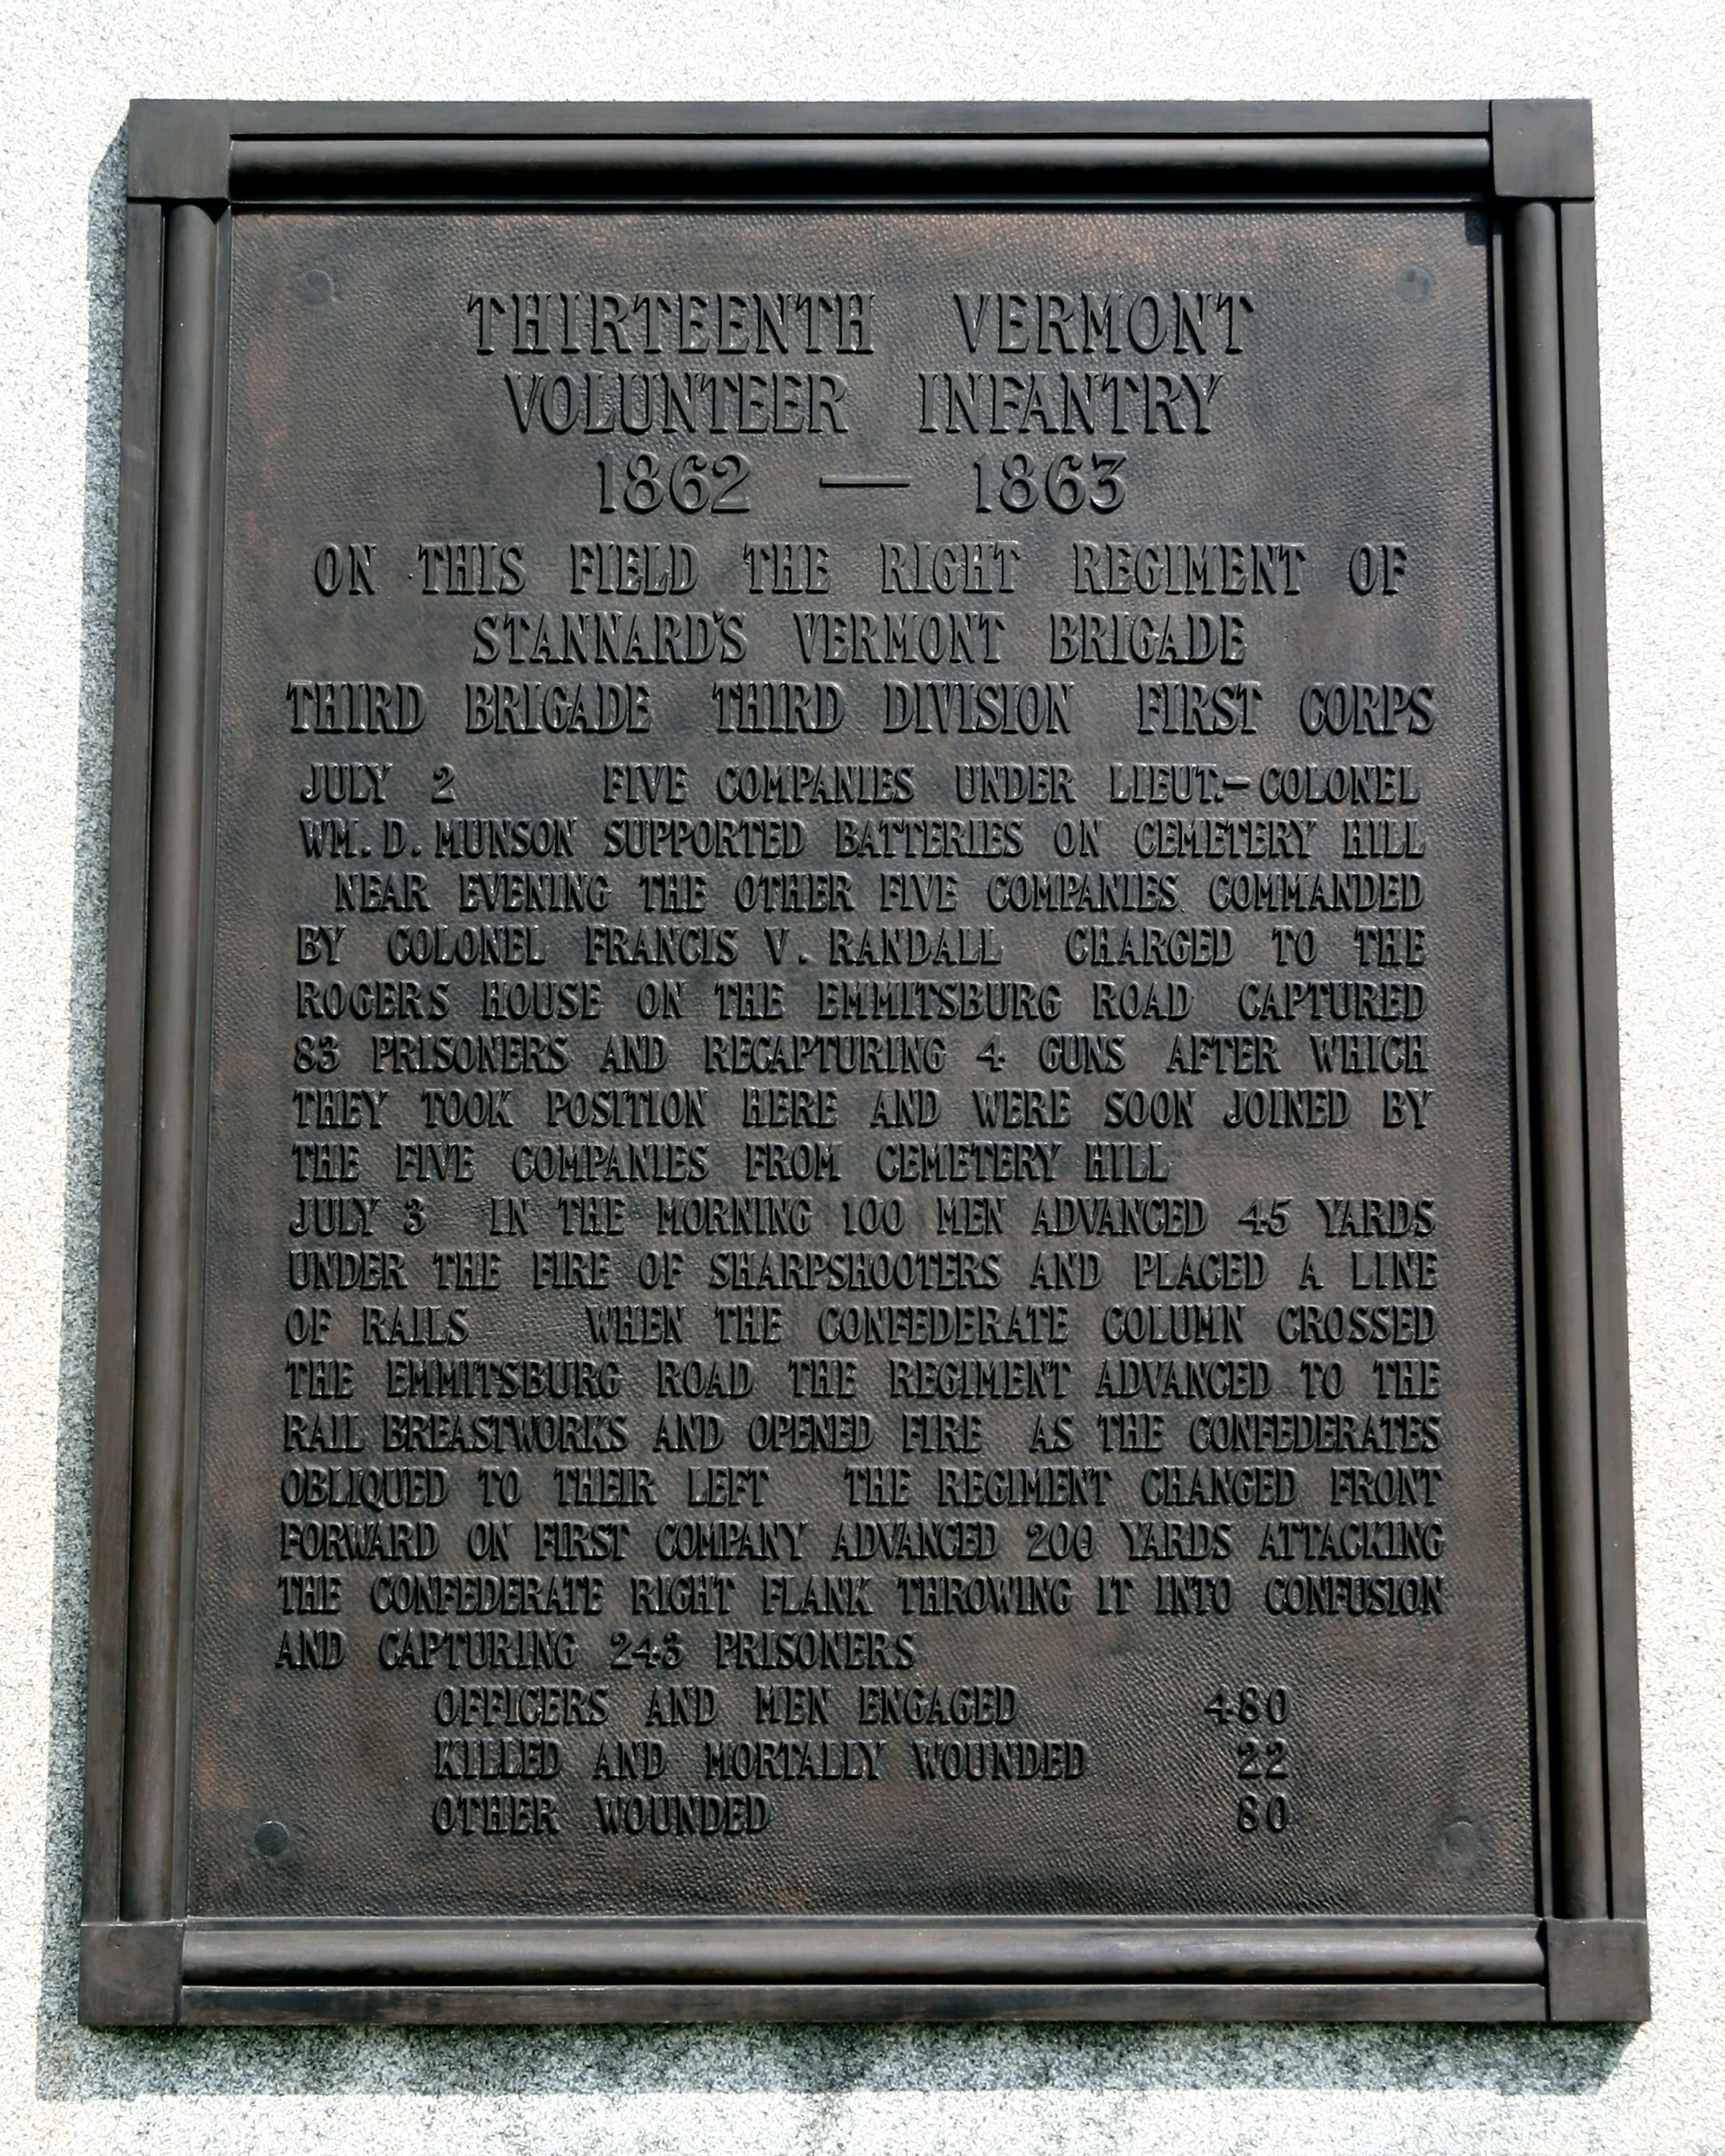 THIRTEENTH VERMONT
VOLUNTEER INFANTRY
1862 — 1863
ON THIS FIELD THE RIGHT REGIMENT OF
STANNARD'S VERMONT BRIGADE
THIRD BRIGADE THIRD DIVISION FIRST CORPS
JULY 2 FIVE COMPANIES UNDER LIEUT.–COLONEL
WM. D. MUNSON SUPPORTED BATTERIES ON CEMETERY HILL
NEAR EVENING THE OTHER FIVE COMPANIES COMMANDED
BY COLONEL FRANCIS V. RANDALL CHARGED TO THE
ROGERS HOUSE ON THE EMMITSBURG ROAD CAPTURED
83 PRISONERS AND RECAPTURING 4 GUNS AFTER WHICH
THEY TOOK POSITION HERE AND WERE SOON JOINED BY
THE FIVE COMPANIES FROM CEMETERY HILL
JULY 3 IN THE MORNING 100 MEN ADVANCED 45 YARDS
UNDER THE FIRE OF SHARPSHOOTERS AND PLACED A LINE
OF RAILS WHEN THE CONFEDERATE COLUMN CROSSED
THE EMMITSBURG ROAD THE REGIMENT ADVANCED TO THE
RAIL BREASTWORKS AND OPENED FIRE AS THE CONFEDERATES
OBLIQUED TO THEIR LEFT THE REGIMENT CHANGED FRONT
FORWARD ON FIRST COMPANY ADVANCED 200 YARDS ATTACKING
THE CONFEDERATE RIGHT FLANK THROWING IT INTO CONFUSION
AND CAPTURING 243 PRISONERS
OFFICERS AND MEN ENGAGED 480
KILLED AND MORTALLY WOUNDED 22
OTHER WOUNDED 80